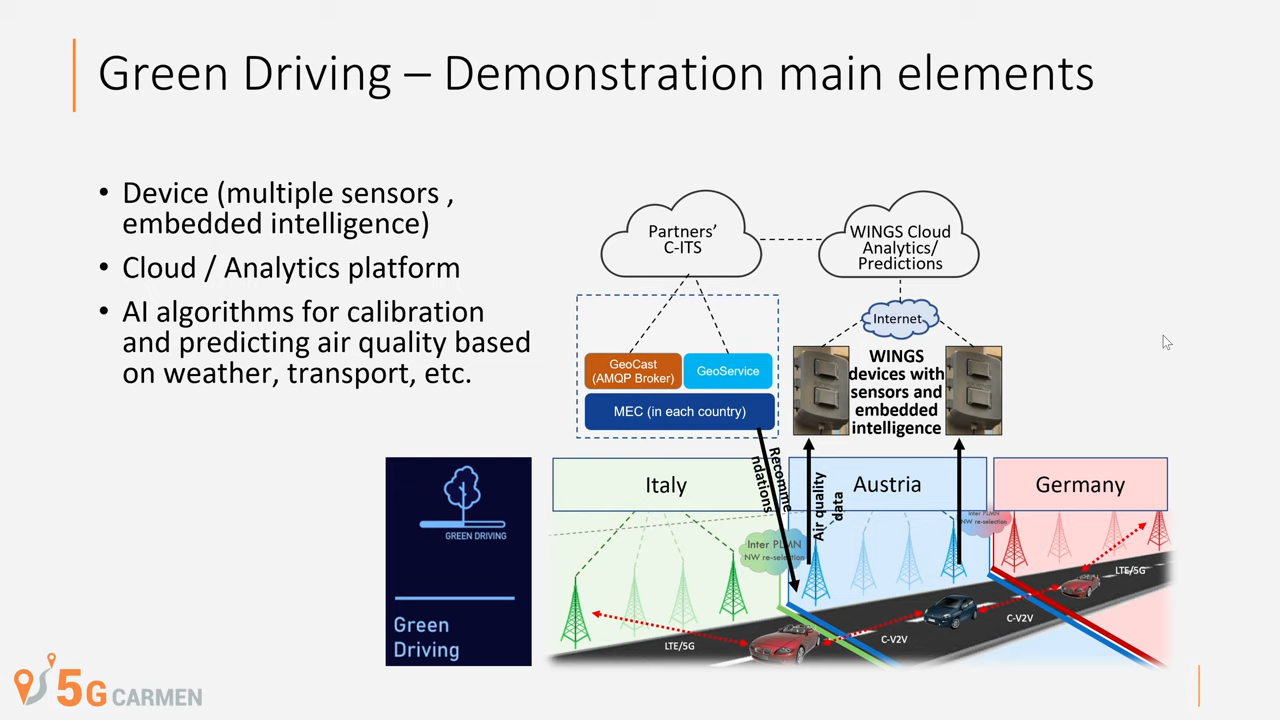 Green Driving – Demonstration main elements
• Device (multiple sensors ,
embedded intelligence)
• Cloud / Analytics platform
• AI algorithms for calibration
and predicting air quality based
on weather, transport, etc.
Partners’
C-ITS
WINGS Cloud
Analytics/
Predictions
Internet
GeoCast
(AMQP Broker)
GeoService
MEC (in each country)
WINGS
devices with
sensors and
embedded
intelligence
Recomme
ndations
Air quality
data
Italy
Austria
Germany
Inter PLMN
NW re-selection
Inter PLMN
NW re-selection
LTE/5G
C-V2V
C-V2V
LTE/5G
GREEN DRIVING
Green
Driving
5G CARMEN